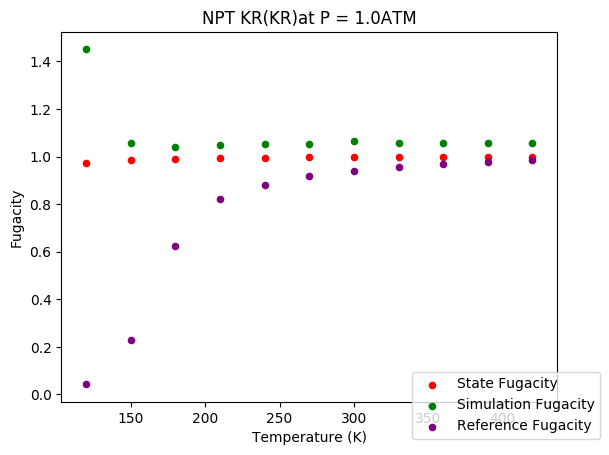 NPT KR(KR)at P = 1.0ATM
1.4
1.2
1.0
0.8
0.6
0.4
0.2
0.0
Fugacity
150 200 250 300 350 400
Temperature (K)
State Fugacity
Simulation Fugacity
Reference Fugacity